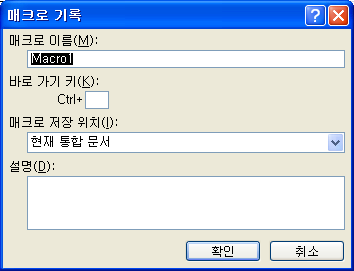 매크로 기록
매크로 이름(M):
Macro1
바로 가기 키(K):
Ctrl+
매크로 저장 위치(I):
현재 통합 문서
설명(D):
확인 취소